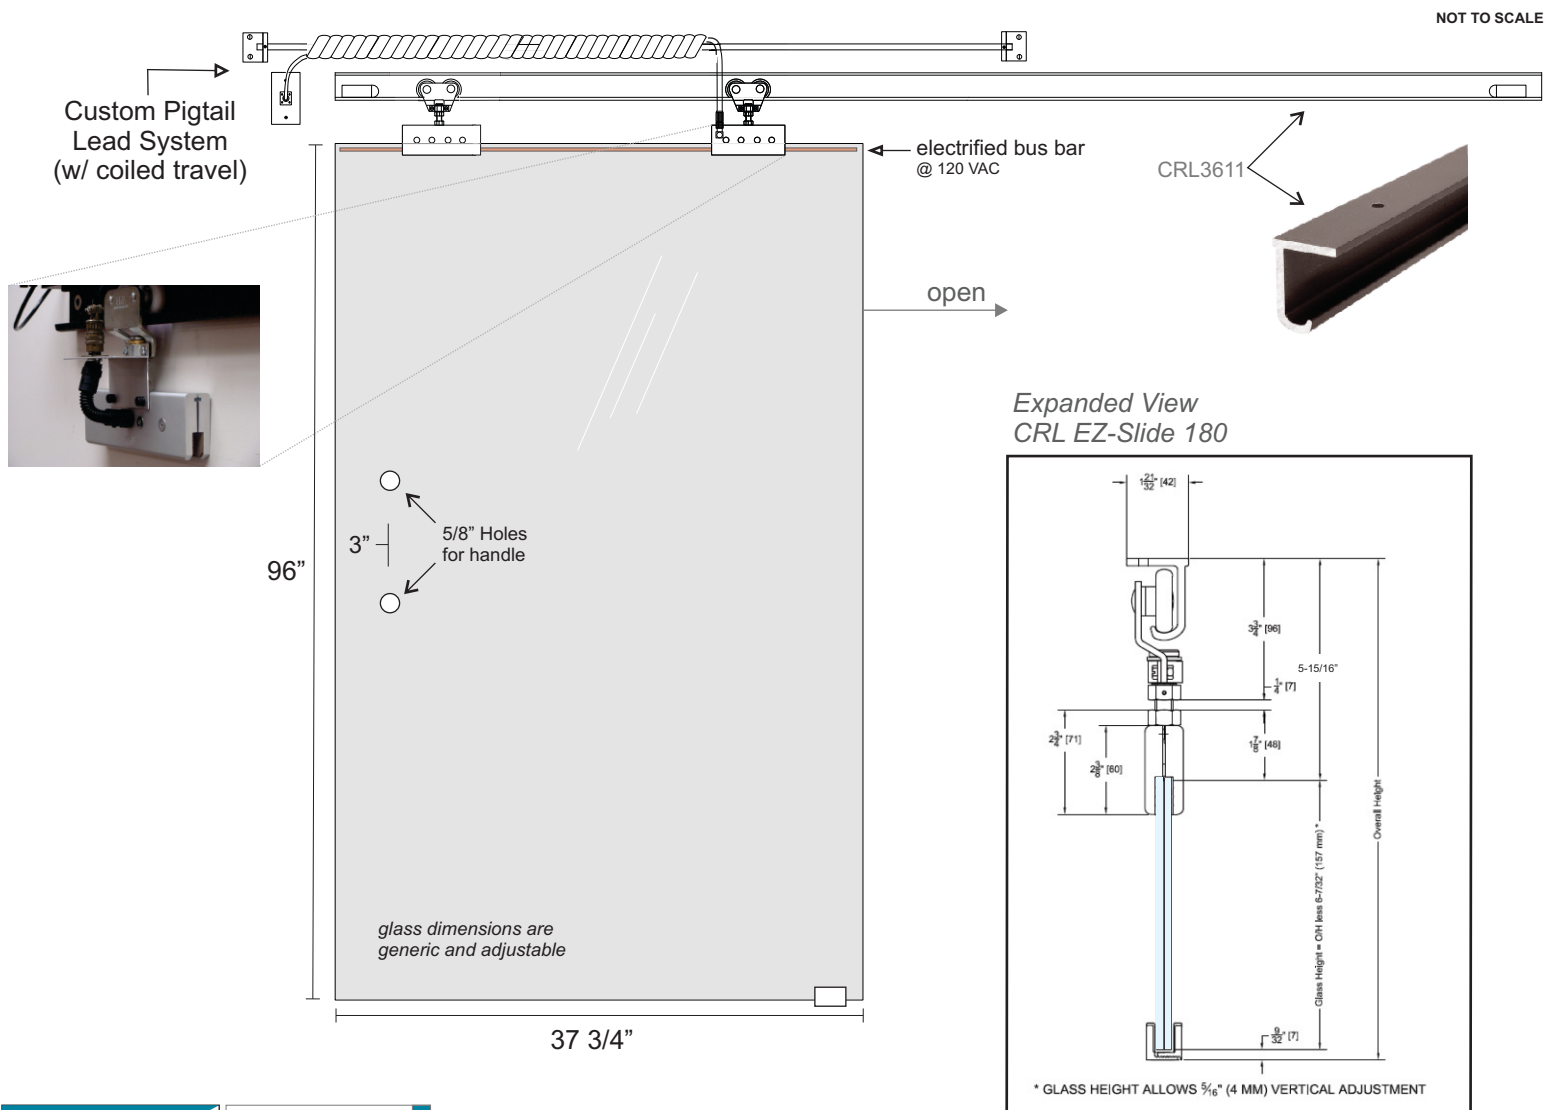 NOT TO SCALE
Custom Pigtail
Lead System
(w/ coiled travel)
electrified bus bar
@ 120 VAC
CRL3611
open
5/8” Holes
for handle
3”
96”
glass dimensions are
generic and adjustable
37 3/4”
Expanded View
CRL EZ-Slide 180
1 21/32" [42]
3 3/4" [96]
5-15/16”
1/4" [7]
2 3/4" [71]
1 7/8" [48]
2 3/8" [60]
Overall Height
Glass Height = O/H less 6-7/32" (157 mm) *
9/32" [7]
* GLASS HEIGHT ALLOWS 5/16" (4 MM) VERTICAL ADJUSTMENT